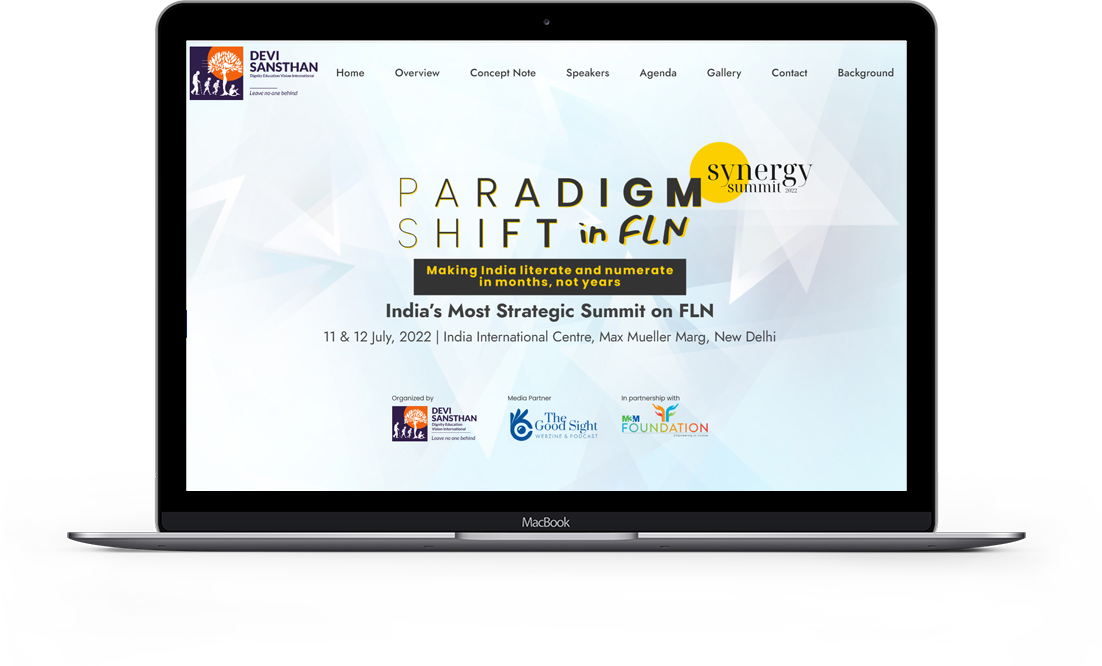 DEVI
SANSTHAN
Dignity Education Vision International
Leave no one behind
Home Overview Concept Note Speakers Agenda Gallery Contact Background
synergy
summit 2022
PARADIGM
SHIFT in FLN
Making India literate and numerate
in months, not years
India's Most Strategic Summit on FLN
11 & 12 July, 2022 | India International Centre, Max Mueller Marg, New Delhi
Organized by
DEVI
SANSTHAN
Dignity Education
Vision International
Leave no one behind
Media Partner
The
Good Sight
WEBZINE & PODCAST
In partnership with
M3M
FOUNDATION
MacBook